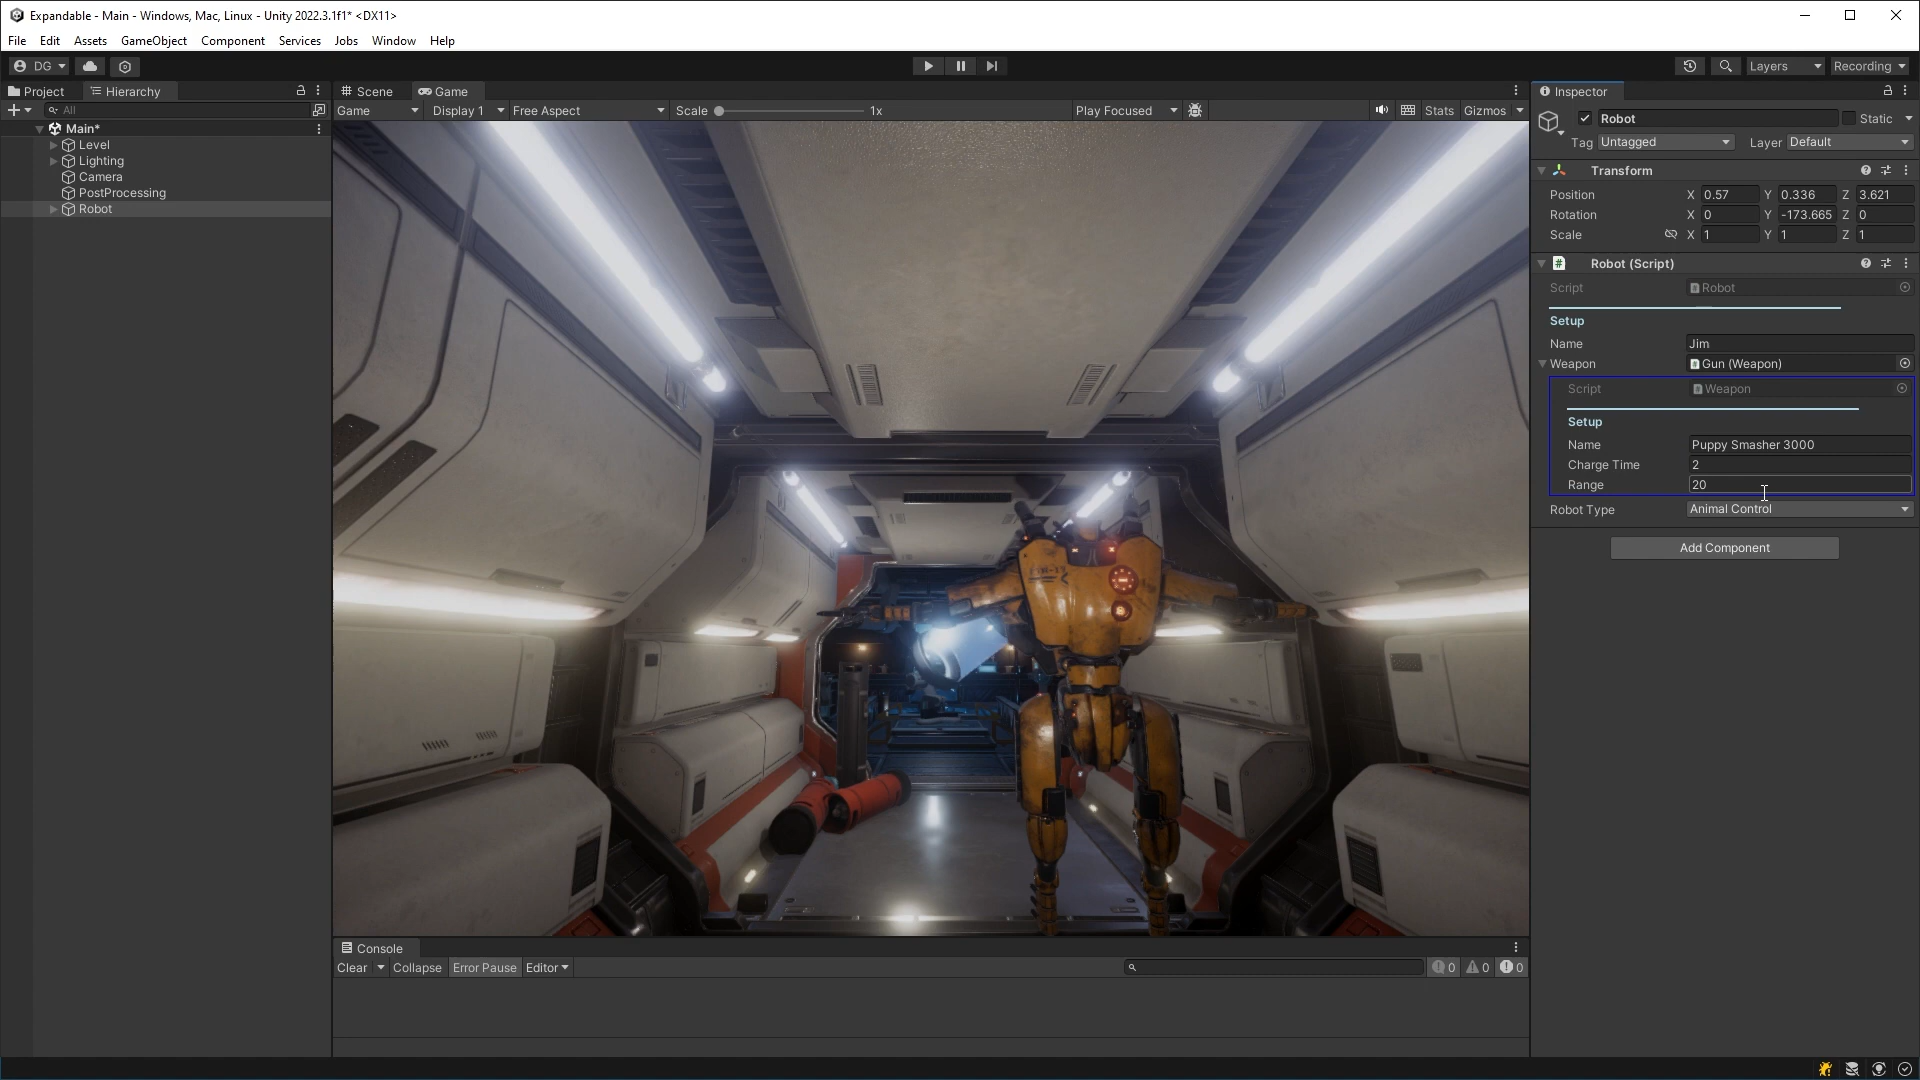 Expandable - Main - Windows, Mac, Linux - Unity 2022.3.1f1* <DX11>
File Edit Assets GameObject Component Services Jobs Window Help
DG Layers Recording
Project Hierarchy Scene Game Inspector
All Game Display 1 Free Aspect Scale 1x Play Focused Stats Gizmos
Robot Static
Main*
Tag Untagged Layer Default
Level
Lighting
Camera
PostProcessing
Robot
Transform
Position X 0.57 Y 0.336 Z 3.621
Rotation X 0 Y -173.665 Z 0
Scale X 1 Y 1 Z 1
# Robot (Script)
Script Robot
Setup
Name Jim
Weapon Gun (Weapon)
Script Weapon
Setup
Name Puppy Smasher 3000
Charge Time 2
Range 20
Robot Type Animal Control
Add Component
Console
Clear Collapse Error Pause Editor 0 0 0